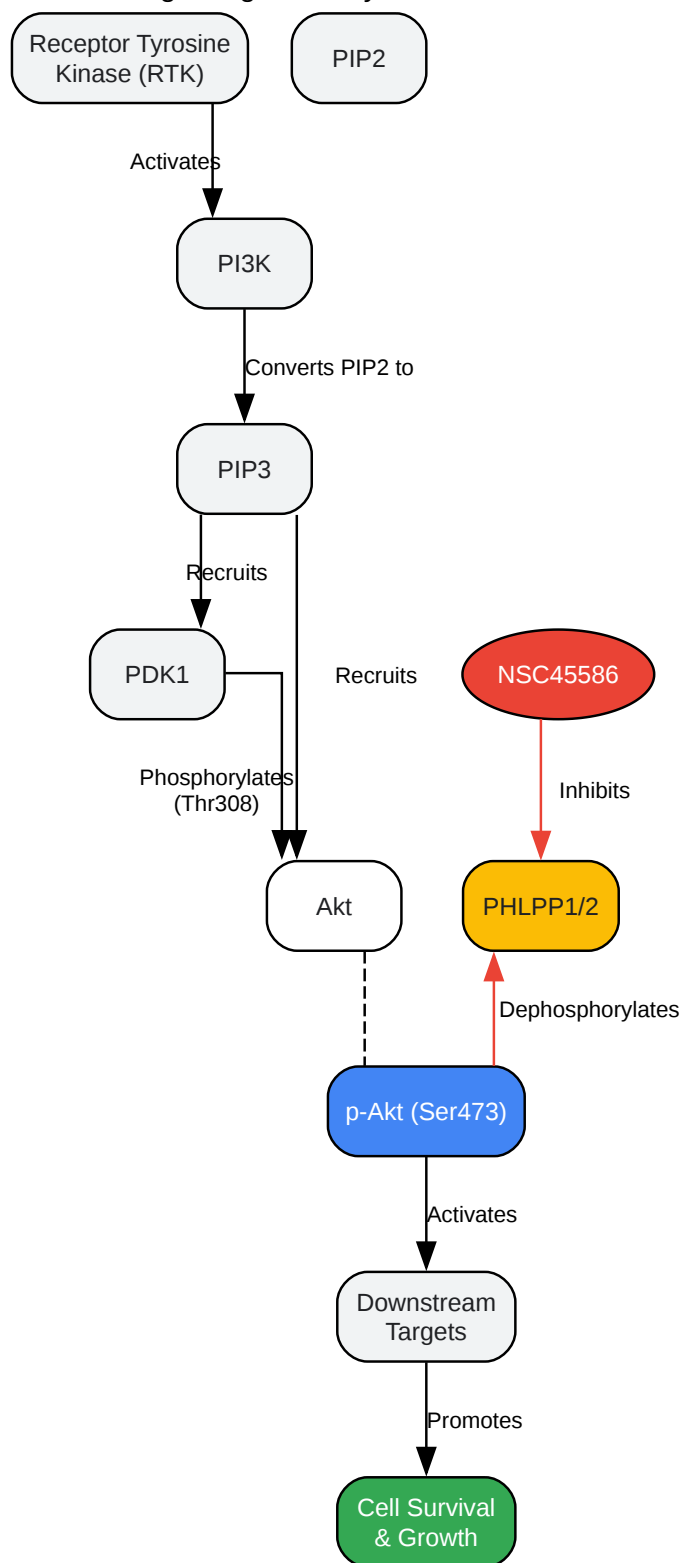 Receptor Tyrosine
Kinase (RTK)
PIP2
Activates
PI3K
Converts PIP2 to
PIP3
Recruits
PDK1
Recruits
NSC45586
Phosphorylates
(Thr308)
Inhibits
Akt
PHLPP1/2
Dephosphorylates
p-Akt (Ser473)
Activates
Downstream
Targets
Promotes
Cell Survival
& Growth